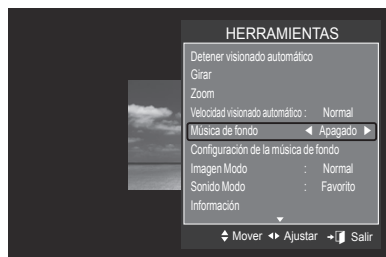 HERRAMIENTAS
Detener visionado automático
Girar
Zoom
Velocidad visionado automático : Normal
Música de fondo ◀ Apagado ▶
Configuración de la música de fondo
Imagen Modo : Normal
Sonido Modo : Favorito
Información
Mover Ajustar Salir